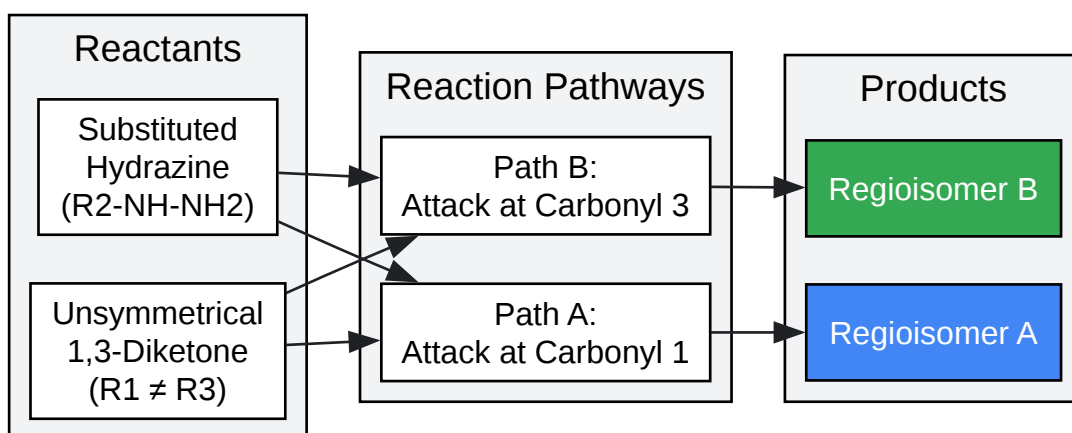 Reactants
Substituted
Hydrazine
(R2-NH-NH2)
Unsymmetrical
1,3-Diketone
(R1 ≠ R3)
Reaction Pathways
Path B:
Attack at Carbonyl 3
Path A:
Attack at Carbonyl 1
Products
Regioisomer B
Regioisomer A